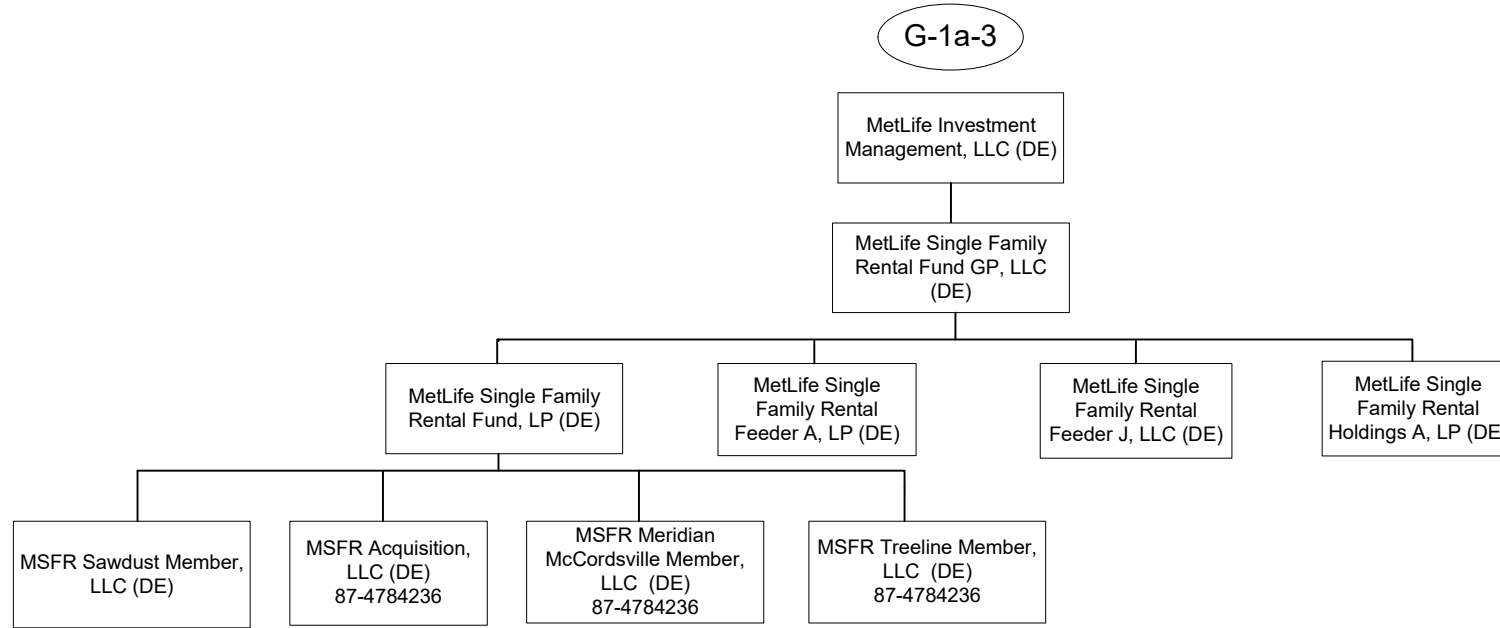 G-1a-3
MetLife Investment
Management, LLC (DE)
MetLife Single Family
Rental Fund GP, LLC
(DE)
MetLife Single Family
Rental Fund, LP (DE)
MetLife Single
Family Rental
Feeder A, LP (DE)
MetLife Single
Family Rental
Feeder J, LLC (DE)
MetLife Single
Family Rental
Holdings A, LP (DE
MSFR Sawdust Member,
LLC (DE)
MSFR Acquisition,
LLC (DE)
87-4784236
MSFR Meridian
McCordsville Member,
LLC  (DE)
87-4784236
MSFR Treeline Member,
LLC  (DE)
87-4784236